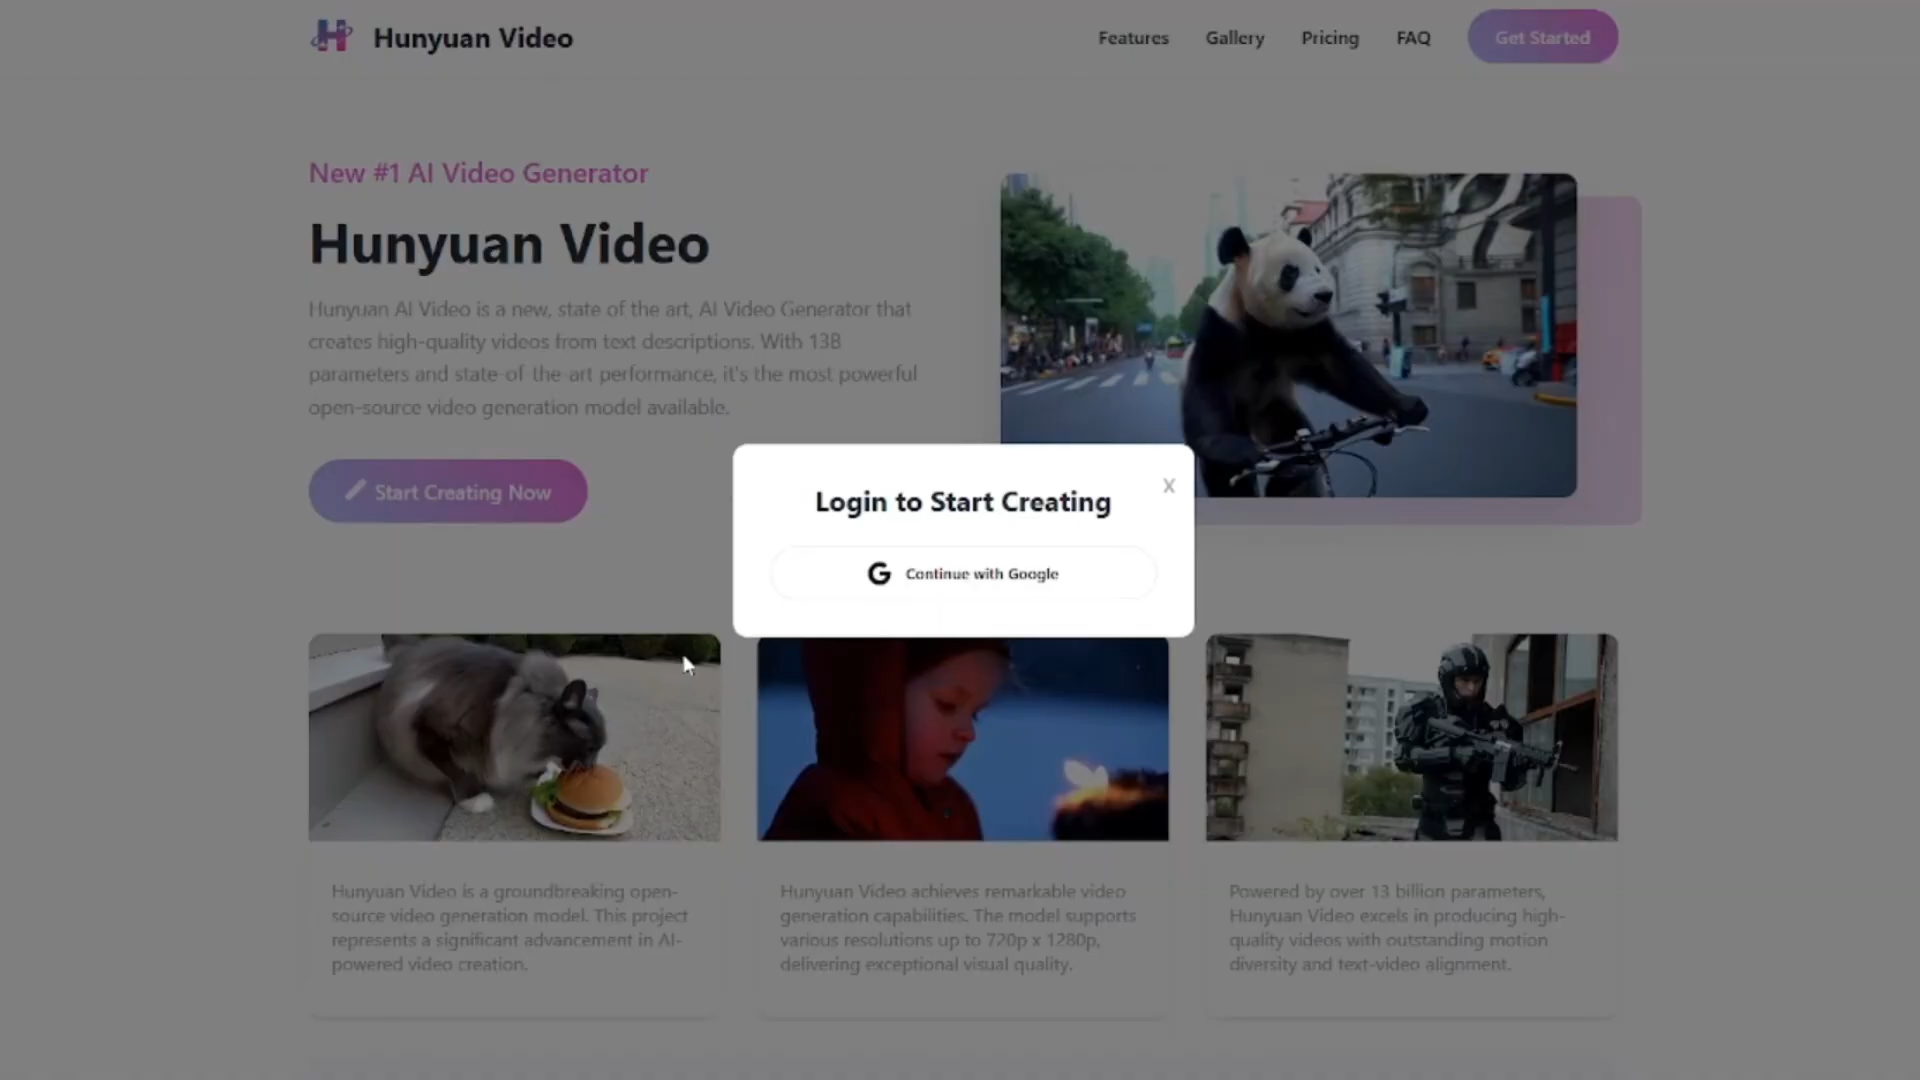 Hunyuan Video
Features
Gallery
Pricing
FAQ
Get Started
New #1 AI Video Generator
Hunyuan Video
Hunyuan AI Video is a new, state of the art, AI Video Generator that
creates high-quality videos from text descriptions. With 13B
parameters and state-of-the-art performance, it's the most powerful
open-source video generation model available.
Start Creating Now
Login to Start Creating
X
Continue with Google
Hunyuan Video is a groundbreaking open-
source video generation model. This project
represents a significant advancement in AI-
powered video creation.
Hunyuan Video achieves remarkable video
generation capabilities. The model supports
various resolutions up to 720p x 1280p,
delivering exceptional visual quality.
Powered by over 13 billion parameters,
Hunyuan Video excels in producing high-
quality videos with outstanding motion
diversity and text-video alignment.